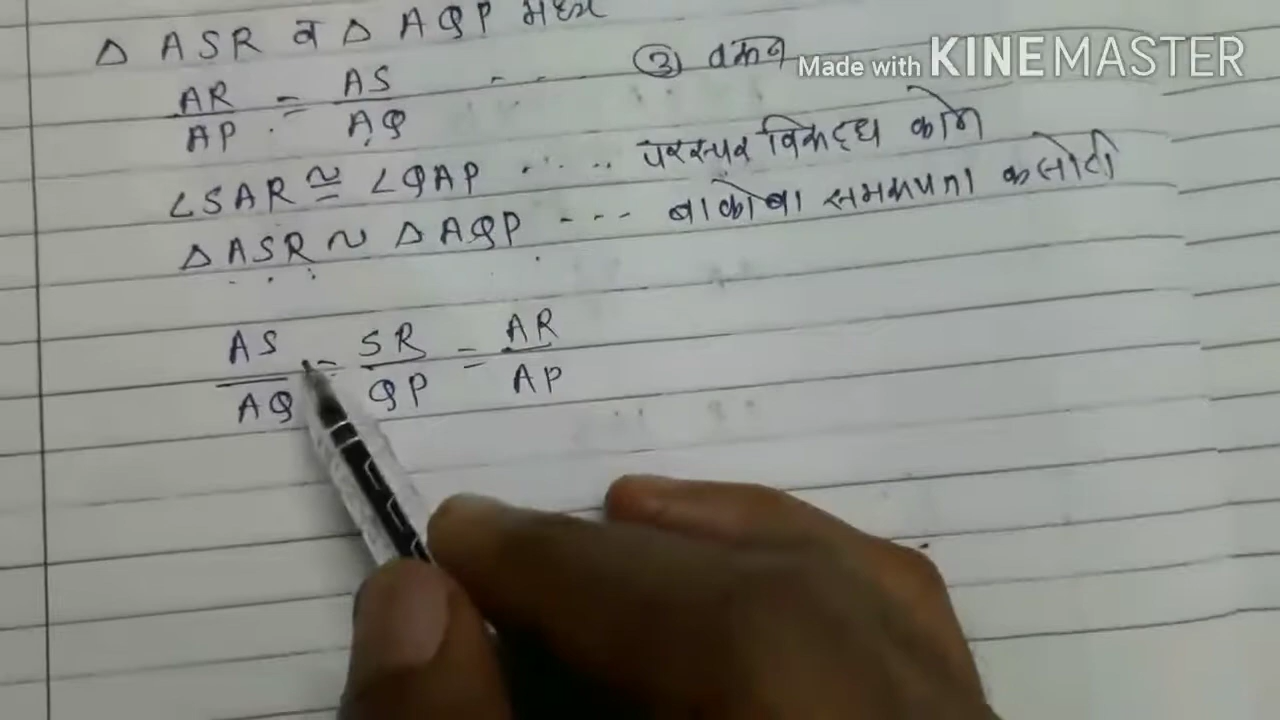 Δ ASR व Δ AQP मध्ये
AR/AP = AS/AQ --- ③ वरून
∠SAR ≅ ∠QAP ..... परस्पर विरुद्ध कोन
Δ ASR ~ Δ AQP --- बाकोबा समरूपता कसोटी
AS/AQ = SR/QP = AR/AP
Made with KINEMASTER